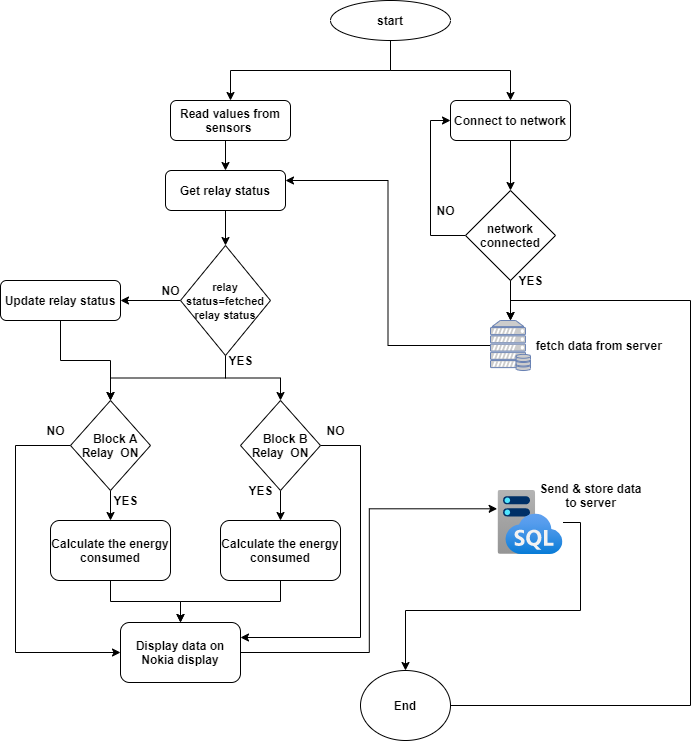 start
Read values from
sensors
Connect to network
Get relay status
NO
network
connected
YES
relay
status=fetched
relay status
NO
Update relay status
YES
fetch data from server
NO
Block A
Relay  ON
YES
Block B
Relay  ON
NO
YES
Calculate the energy
consumed
Calculate the energy
consumed
Send & store data
to server
SQL
Display data on
Nokia display
End